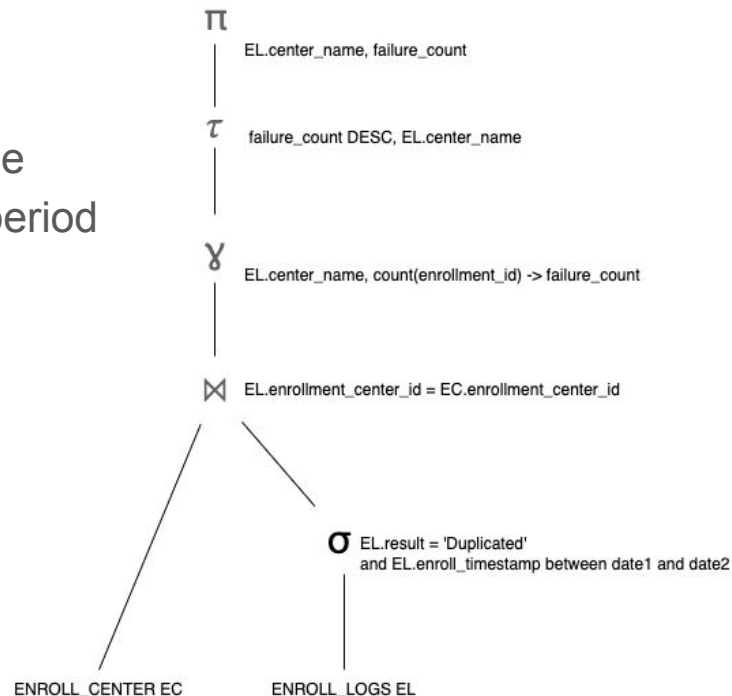 π
EL.center_name, failure_count
τ
failure_count DESC, EL.center_name
e
period
γ
EL.center_name, count(enrollment_id) -> failure_count
⋈ EL.enrollment_center_id = EC.enrollment_center_id
σ EL.result = 'Duplicated'
and EL.enroll_timestamp between date1 and date2
ENROLL_CENTER EC
ENROLL_LOGS EL